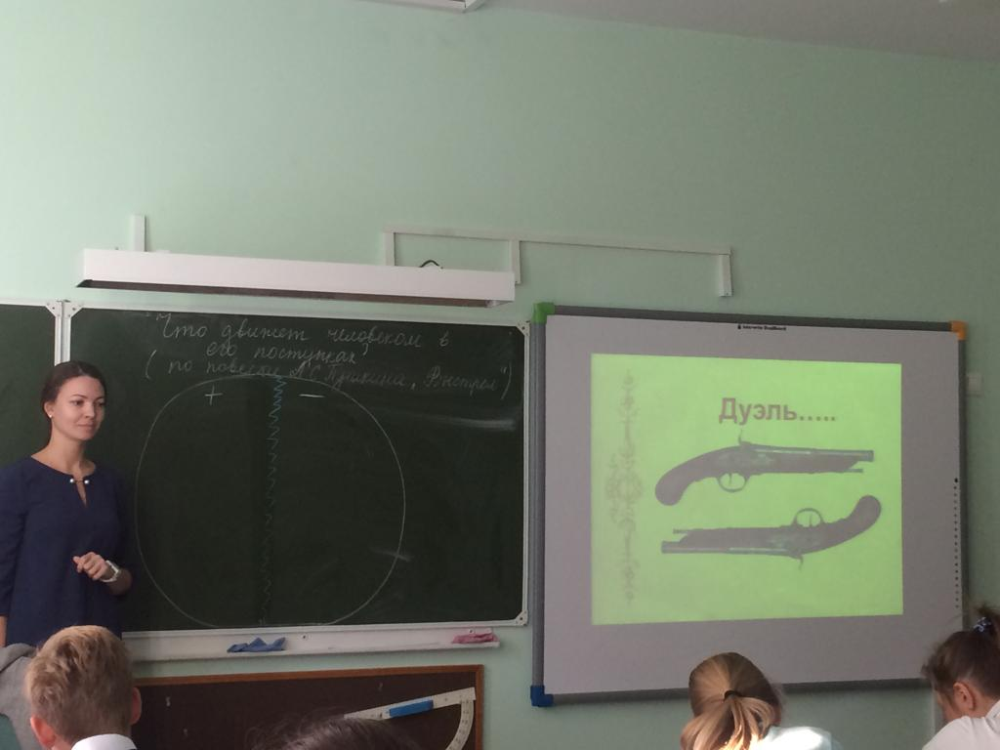 Что движет человеком в
его поступках?
(по повести А.С.Пушкина „Выстрел")
+ –
Дуэль.....